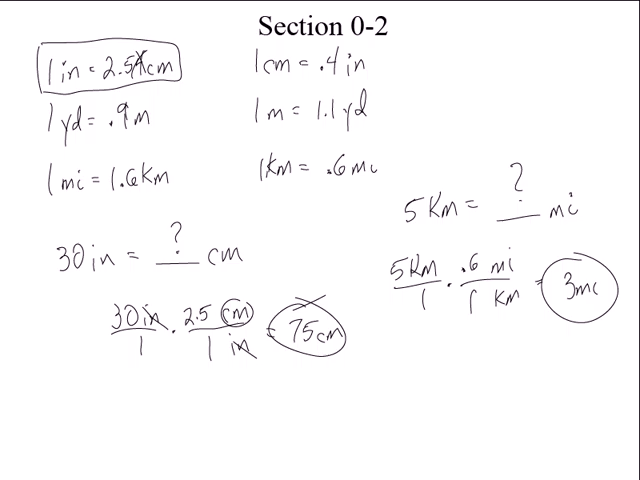 Section 0-2
1 in = 2.54 cm
1 cm = .4 in
1 yd = .9 m
1 m = 1.1 yd
1 mi = 1.6 km
1 km = .6 mi
5 Km = ? mi
30 in = ? cm
5 Km / 1 · .6 mi / 1 Km = 3 mi
30 in / 1 · 2.5 cm / 1 in = 75 cm